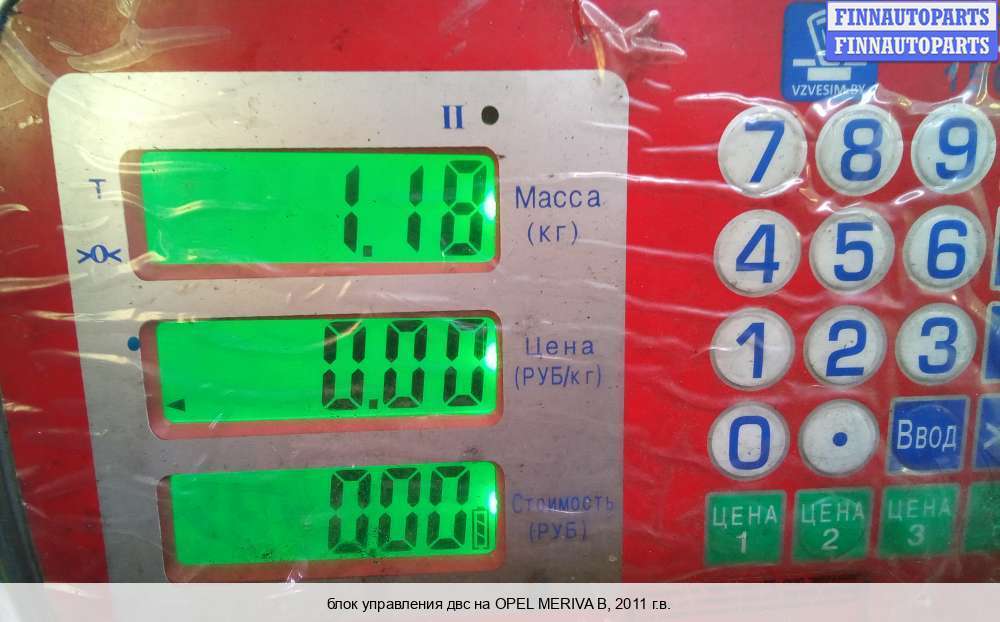 FINNAUTOPARTS
FINNAUTOPARTS
VZVESIM.BY
II
T
1.18
Масса
(кг)
>0<
0.00
Цена
(РУБ/кг)
0.00
Стоимость
(РУБ)
7 8 9
4 5 6
1 2 3
0 . Ввод
ЦЕНА 1
ЦЕНА 2
ЦЕНА 3
блок управления двс на OPEL MERIVA B, 2011 г.в.